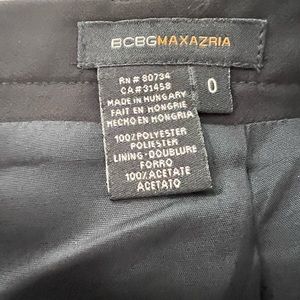 BCBGMAXAZRIA
0
RN# 80734
CA# 31458
MADE IN HUNGARY
FAIT EN HONGRIE
HECHO EN HONGRIA
100% POLYESTER
POLIESTER
LINING-DOUBLURE
FORRO
100% ACETATE
ACETATO